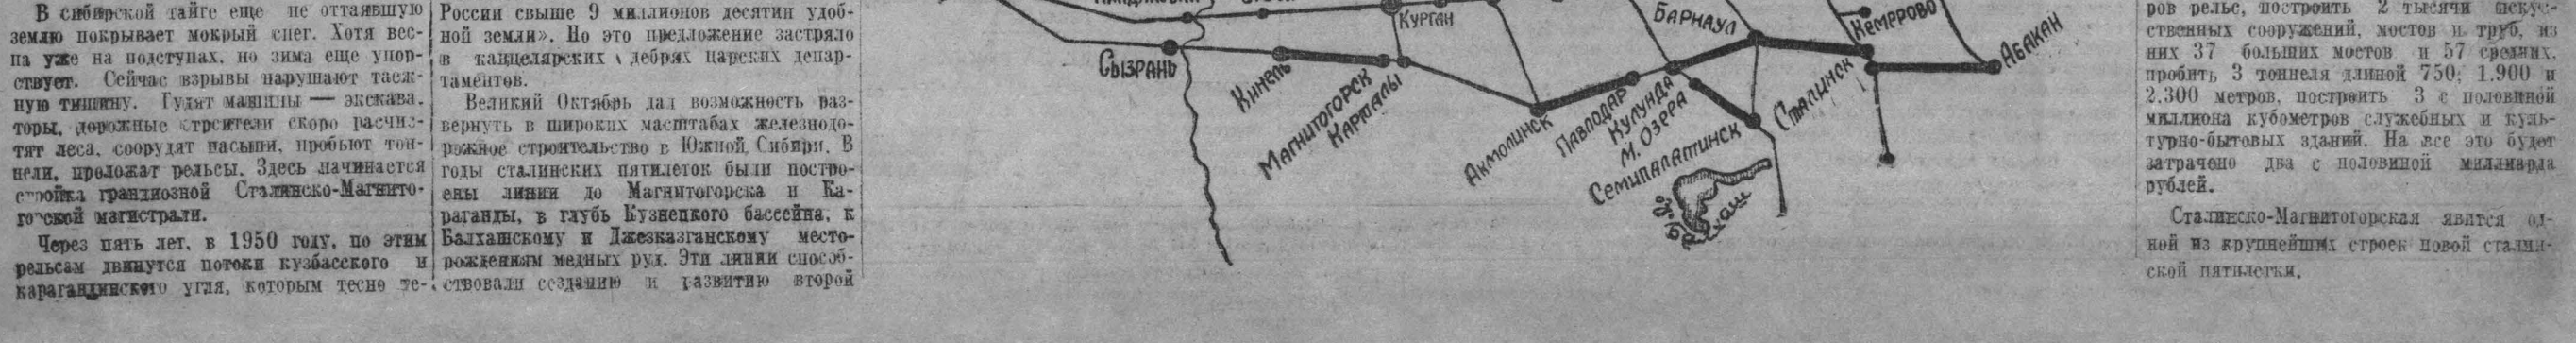 В сибирской тайге еще не оттаявшую
землю покрывает мокрый снег. Хотя вес-
на уже на подступах, но зима еще упор-
ствует. Сейчас взрывы нарушают таеж-
ную тишину. Гудят машины — экскава-
торы, дорожные строители скоро расчис-
тят леса, соорудят насыпи, пробьют тон-
нели, проложат рельсы. Здесь начинается
стройка грандиозной Сталинско-Магнито-
горской магистрали.
Через пять лет, в 1950 году, по этим
рельсам двинутся потоки кузбасского и
карагандинского угля, которым тесно те-
России свыше 9 миллионов десятин удоб-
ной земли». Но это предложение застряло
в канцелярских дебрях царских депар-
таментов.
Великий Октябрь дал возможность раз-
вернуть в широких масштабах железнодо-
рожное строительство в Южной Сибири. В
годы сталинских пятилеток были построе-
ены линии до Магнитогорска и Ка-
раганды, в глубь Кузнецкого бассейна, к
Балхашскому и Джезказганскому место-
рождениям медных руд. Эти линии способ-
ствовали созданию и развитию второй
Курган
Сызрань
Кинель
Магнитогорск
Карталы
Акмолинск
Павлодар
Кулунда
М. Озера
Семипалатинск
Барнаул
Сталинск
Кемррово
Абакан
оз. Балхаш
ров рельс, построить 2 тысячи искус-
ственных сооружений, мостов и труб, из
них 37 больших мостов и 57 средних,
пробить 3 тоннеля длиной 750; 1.900 и
2.300 метров, построить 3 с половиной
миллиона кубометров служебных и куль-
турно-бытовых зданий. На все это будет
затрачено два с половиной миллиарда
рублей.
Сталинско-Магнитогорская явится од-
ной из крупнейших строек новой сталин-
ской пятилетки.